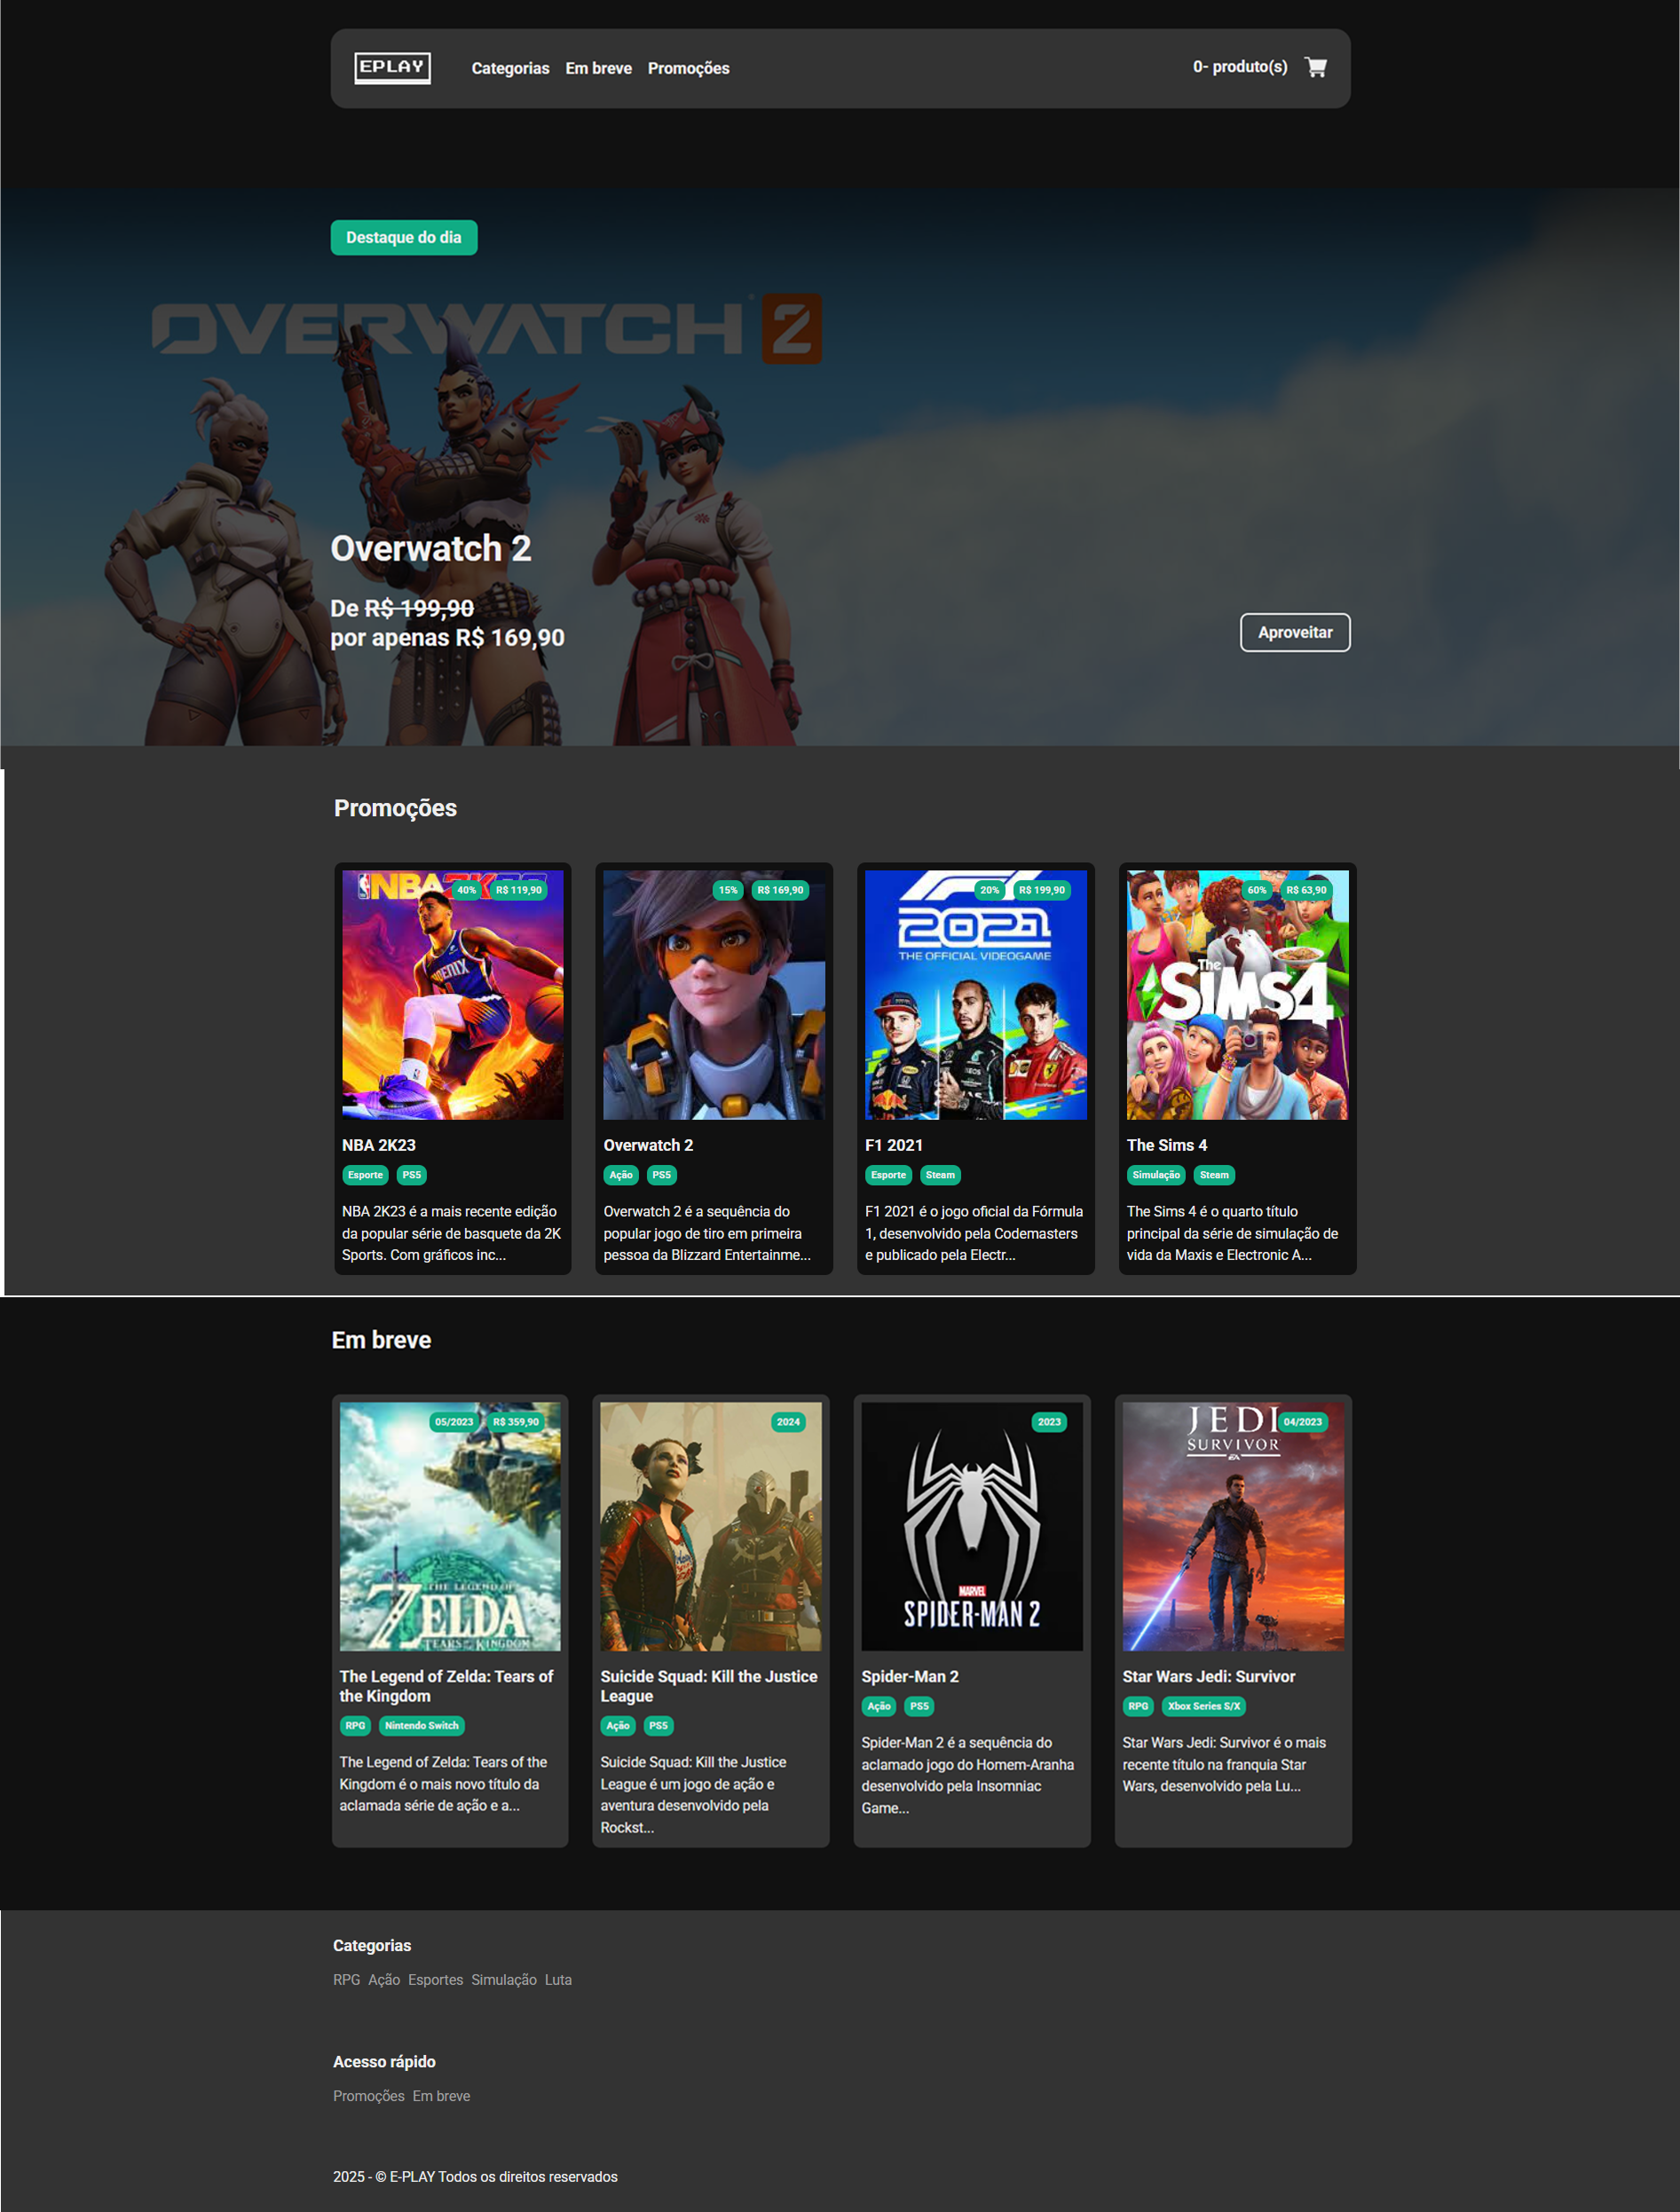 EPLAY
Categorias Em breve Promoções
0- produto(s)
Destaque do dia
OVERWATCH 2
Overwatch 2
De R$ 199,90
por apenas R$ 169,90
Aproveitar
Promoções
NBA 2K23
40% R$ 119,90
PHOENIX
NBA 2K23
Esporte PS5
NBA 2K23 é a mais recente edição
da popular série de basquete da 2K
Sports. Com gráficos inc...
15% R$ 169,90
Overwatch 2
Ação PS5
Overwatch 2 é a sequência do
popular jogo de tiro em primeira
pessoa da Blizzard Entertainme...
20% R$ 199,90
2021
THE OFFICIAL VIDEOGAME
F1 2021
Esporte Steam
F1 2021 é o jogo oficial da Fórmula
1, desenvolvido pela Codemasters
e publicado pela Electr...
60% R$ 63,90
The
SIMS4
The Sims 4
Simulação Steam
The Sims 4 é o quarto título
principal da série de simulação de
vida da Maxis e Electronic A...
Em breve
05/2023 R$ 359,90
THE LEGEND OF
ZELDA
TEARS OF THE KINGDOM
The Legend of Zelda: Tears of
the Kingdom
RPG Nintendo Switch
The Legend of Zelda: Tears of the
Kingdom é o mais novo título da
aclamada série de ação e a...
2024
Suicide Squad: Kill the Justice
League
Ação PS5
Suicide Squad: Kill the Justice
League é um jogo de ação e
aventura desenvolvido pela
Rockst...
2023
MARVEL
SPIDER-MAN 2
Spider-Man 2
Ação PS5
Spider-Man 2 é a sequência do
aclamado jogo do Homem-Aranha
desenvolvido pela Insomniac
Game...
04/2023
JEDI
SURVIVOR
EA
Star Wars Jedi: Survivor
RPG Xbox Series S/X
Star Wars Jedi: Survivor é o mais
recente título na franquia Star
Wars, desenvolvido pela Lu...
Categorias
RPG Ação Esportes Simulação Luta
Acesso rápido
Promoções Em breve
2025 - © E-PLAY Todos os direitos reservados